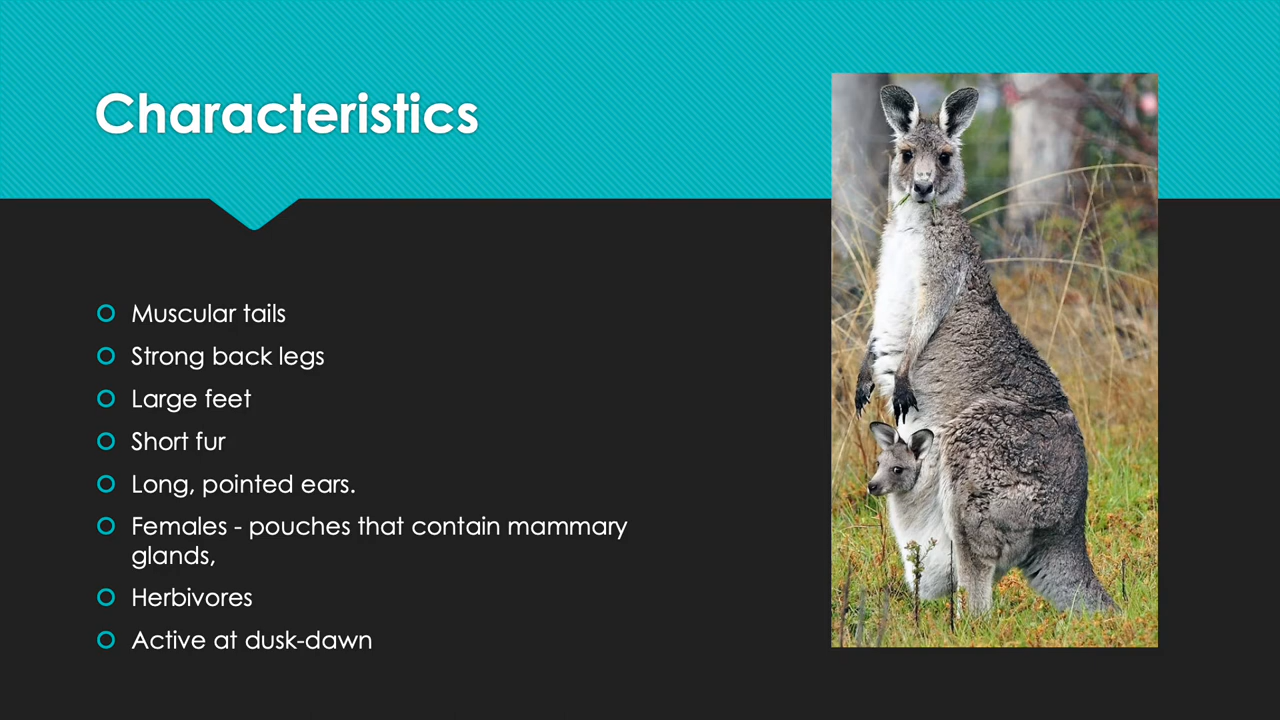 Characteristics
Muscular tails
Strong back legs
Large feet
Short fur
Long, pointed ears.
Females - pouches that contain mammary
glands,
Herbivores
Active at dusk-dawn